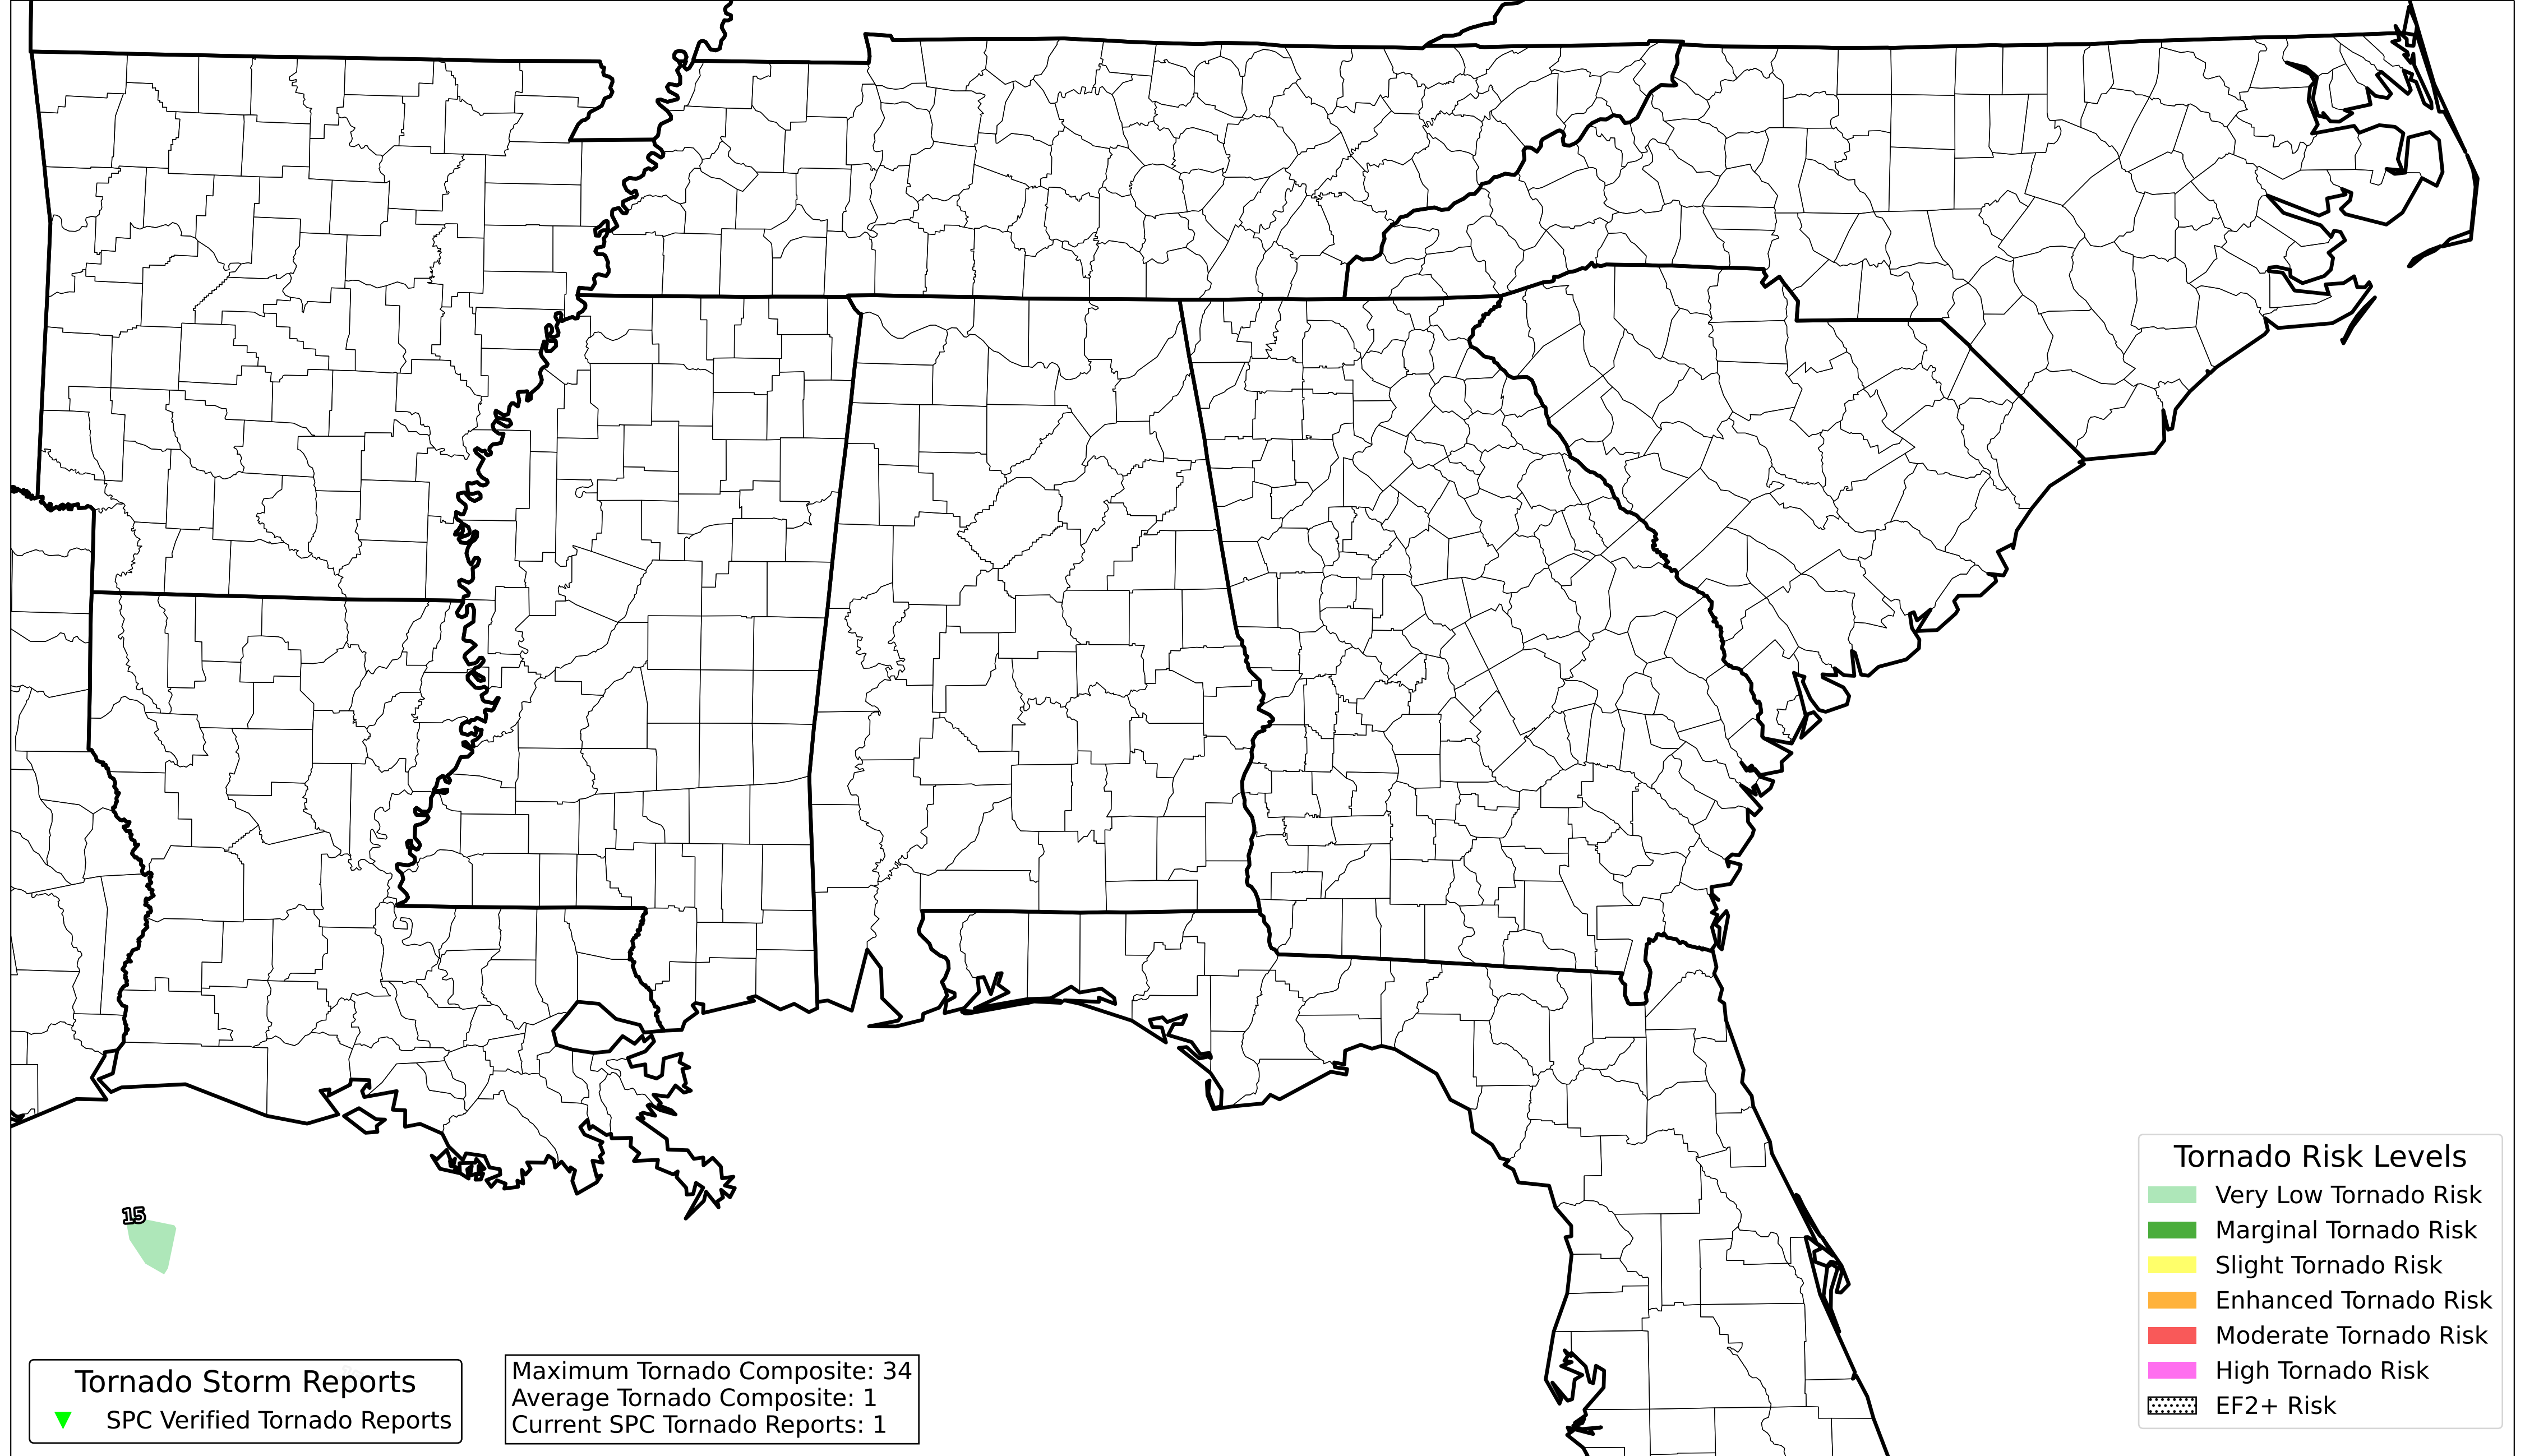 15
Tornado Risk Levels
Very Low Tornado Risk
Marginal Tornado Risk
Slight Tornado Risk
Enhanced Tornado Risk
Moderate Tornado Risk
High Tornado Risk
EF2+ Risk
Tornado Storm Reports
SPC Verified Tornado Reports
Maximum Tornado Composite: 34
Average Tornado Composite: 1
Current SPC Tornado Reports: 1